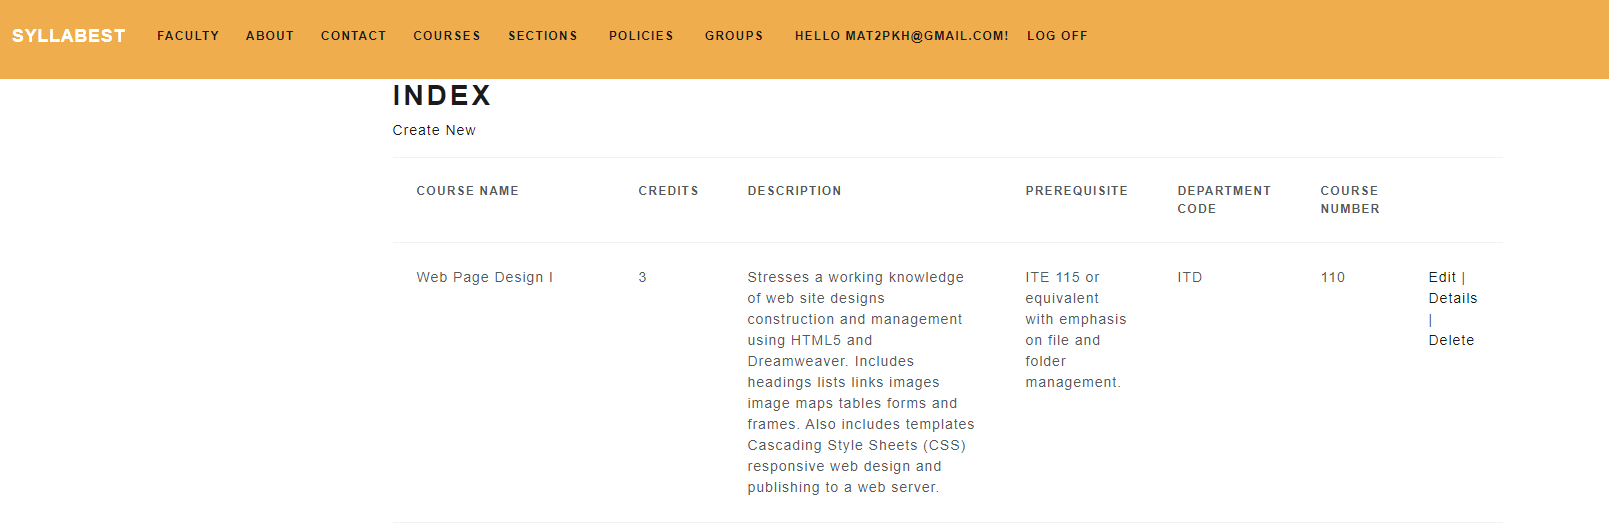 SYLLABEST FACULTY ABOUT CONTACT COURSES SECTIONS POLICIES GROUPS HELLO MAT2PKH@GMAIL.COM! LOG OFF
INDEX
Create New
COURSE NAME CREDITS DESCRIPTION PREREQUISITE DEPARTMENT CODE COURSE NUMBER
Web Page Design I
3
Stresses a working knowledge
of web site designs
construction and management
using HTML5 and
Dreamweaver. Includes
headings lists links images
image maps tables forms and
frames. Also includes templates
Cascading Style Sheets (CSS)
responsive web design and
publishing to a web server.
ITE 115 or
equivalent
with emphasis
on file and
folder
management.
ITD
110
Edit |
Details
|
Delete